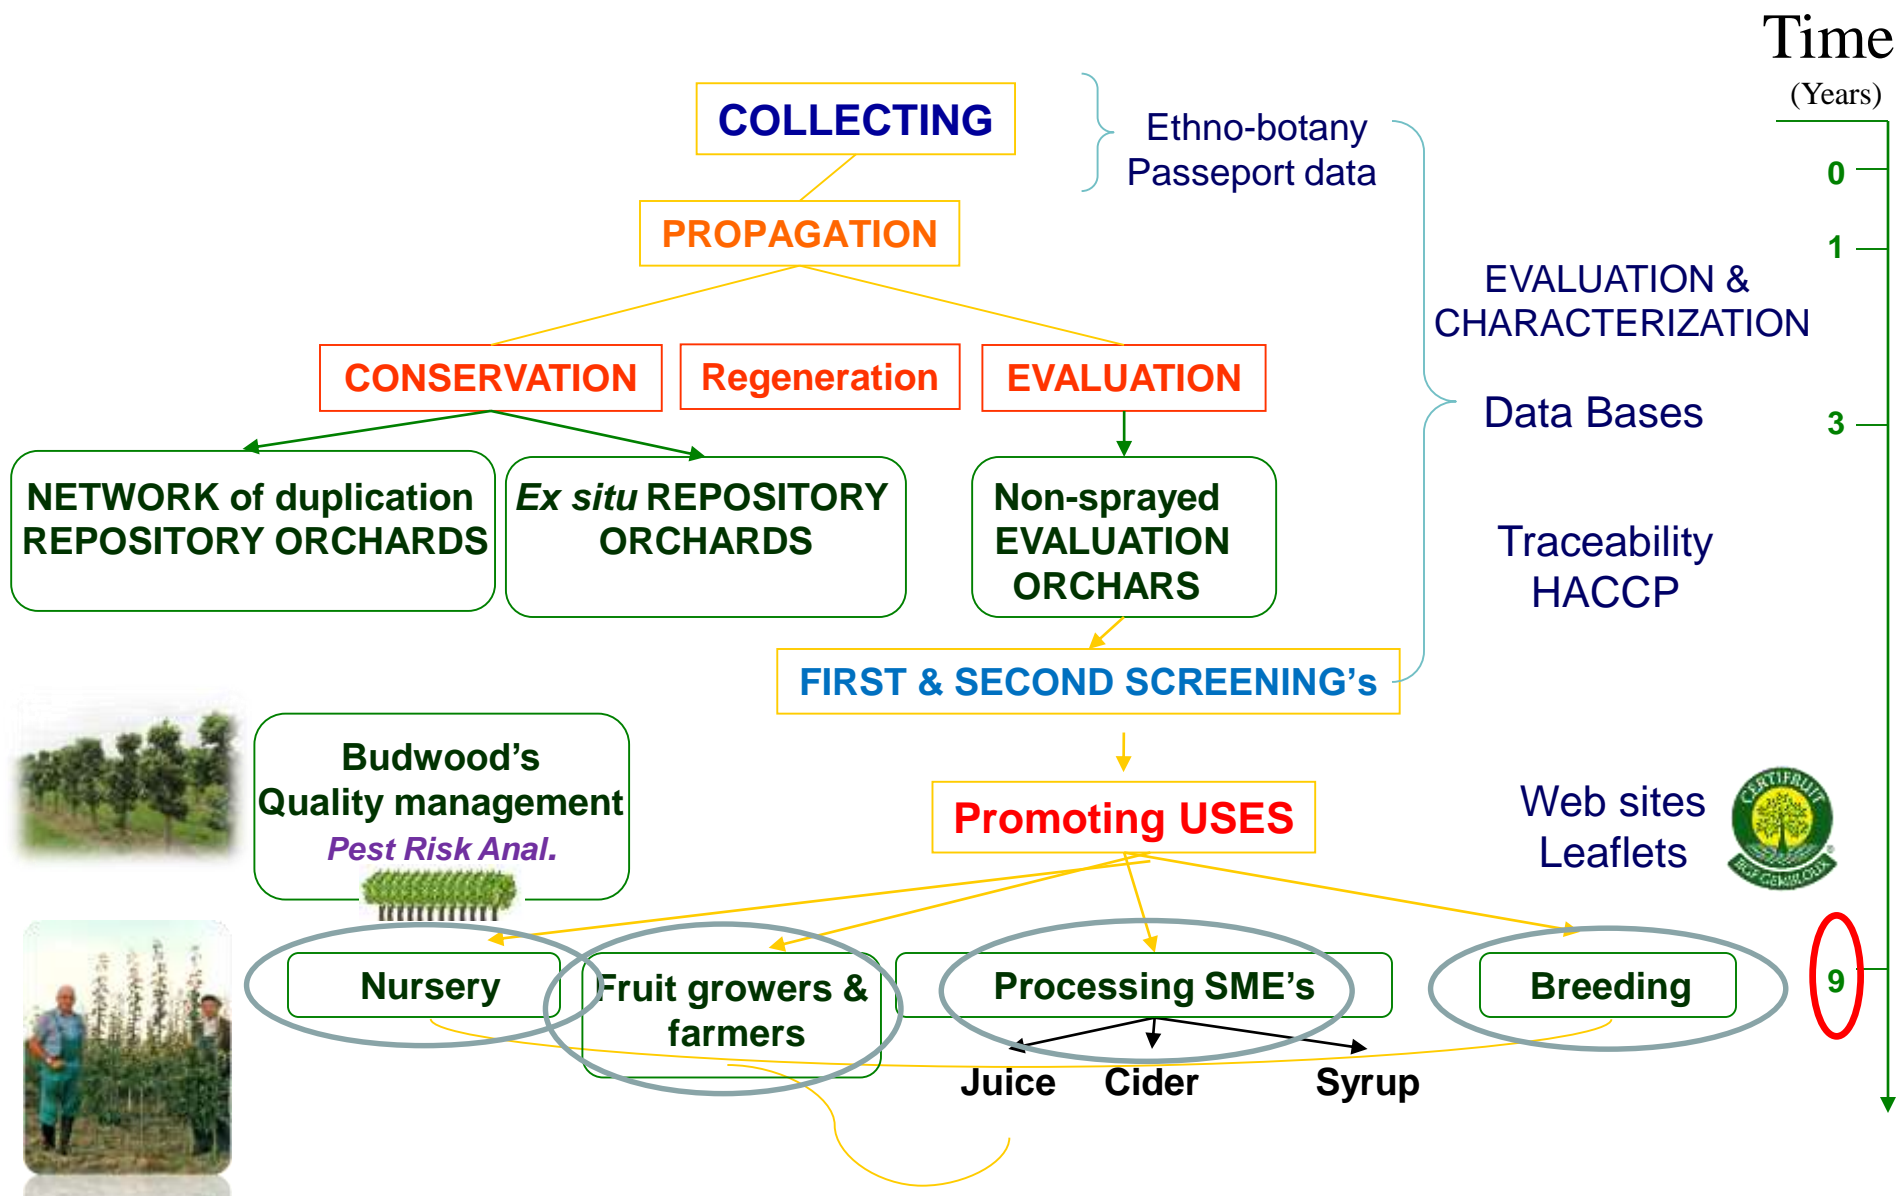 Time
(Years)
COLLECTING
Ethno-botany
Passeport data
0
PROPAGATION
1
EVALUATION &
CHARACTERIZATION
CONSERVATION
Regeneration
EVALUATION
Data Bases
3
NETWORK of duplication
REPOSITORY ORCHARDS
Ex situ REPOSITORY
ORCHARDS
Non-sprayed
EVALUATION
ORCHARS
Traceability
HACCP
FIRST & SECOND SCREENING's
Budwood's
Quality management
Pest Risk Anal.
Promoting USES
Web sites
Leaflets
CERTIFRUIT
BGF GEMBLOUX
Nursery
Fruit growers &
farmers
Processing SME's
Breeding
9
Juice
Cider
Syrup